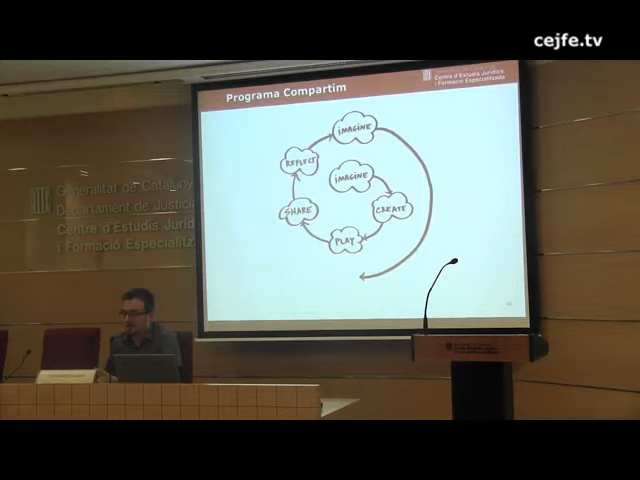 cejfe.tv
Programa Compartim
Centre d'Estudis Jurídics
i Formació Especialitzada
IMAGINE
REFLECT
IMAGINE
SHARE
CREATE
PLAY
Generalitat de Catalunya
Departament de Justícia
Centre d'Estudis Jurídi
i Formació Especialitz